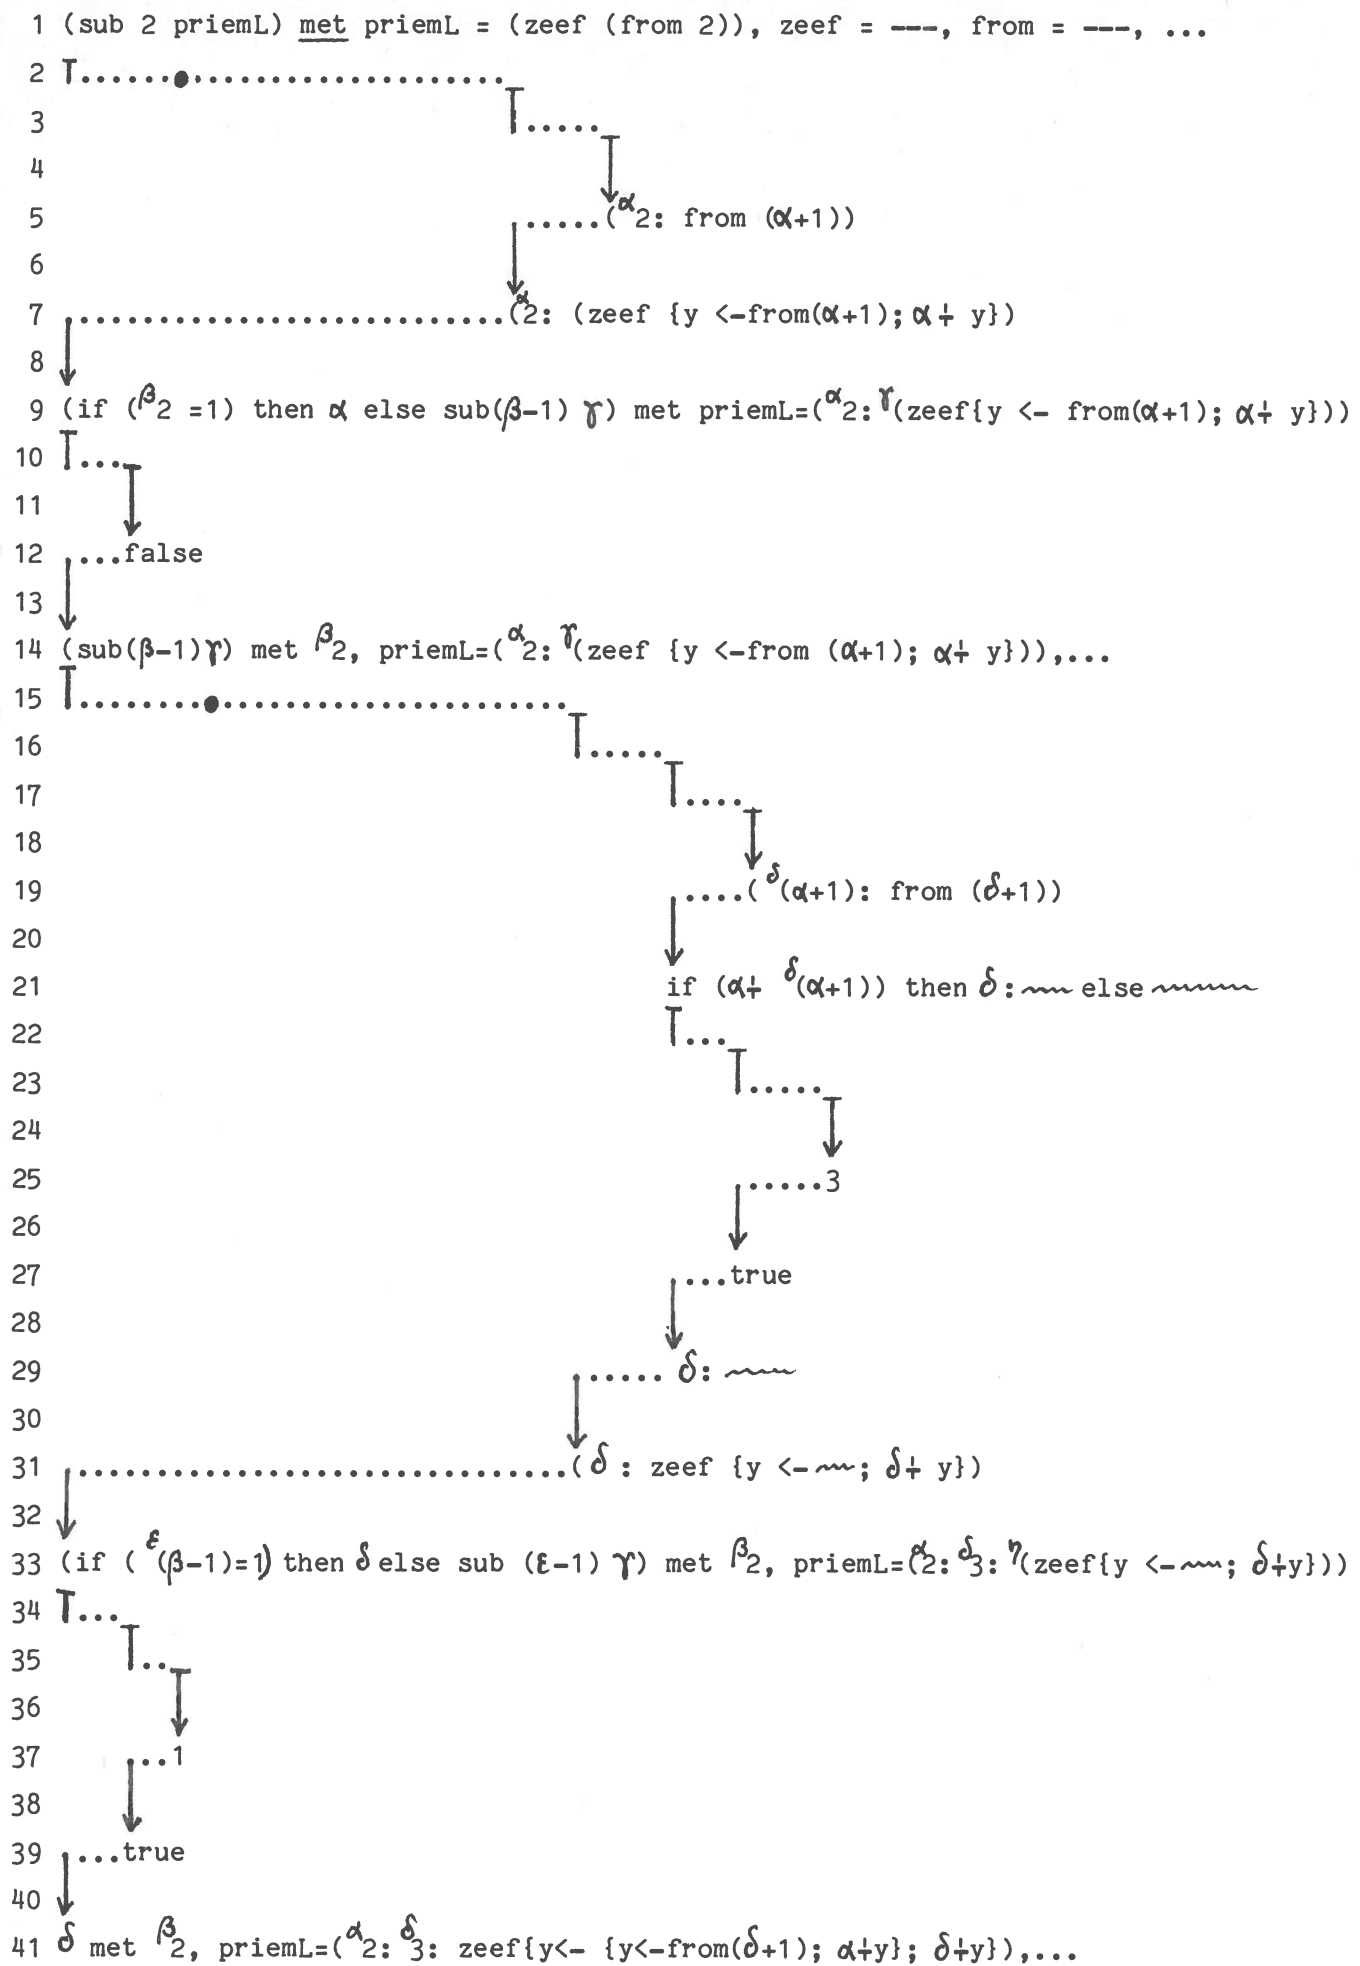 1 (sub 2 priemL) met priemL = (zeef (from 2)), zeef = ---, from = ---, ...
2
3
4
5 .....(α2: from (α+1))
6
7 ...........................(α2: (zeef {y <-from(α+1); α∤ y})
8
9 (if (β2 =1) then α else sub(β-1) γ) met priemL=(α2: γ(zeef{y <- from(α+1); α∤ y}))
10
11
12 ...false
13
14 (sub(β-1)γ) met β2, priemL=(α2: γ(zeef {y <-from (α+1); α∤ y})),...
15
16
17
18
19 ....(δ(α+1): from (δ+1))
20
21 if (α∤ δ(α+1)) then δ:~~~ else ~~~~~
22
23
24
25 .....3
26
27 ...true
28
29 ..... δ: ~~~~
30
31 ...............................(δ : zeef {y <-~~~; δ∤ y})
32
33 (if ( ε(β-1)=1) then δ else sub (ε-1) γ) met β2, priemL=(α2: δ3: η(zeef{y <-~~~; δ∤y}))
34
35
36
37 ...1
38
39 ...true
40
41 δ met β2, priemL=(α2: δ3: zeef{y<- {y<-from(δ+1); α∤y}; δ∤y}),...